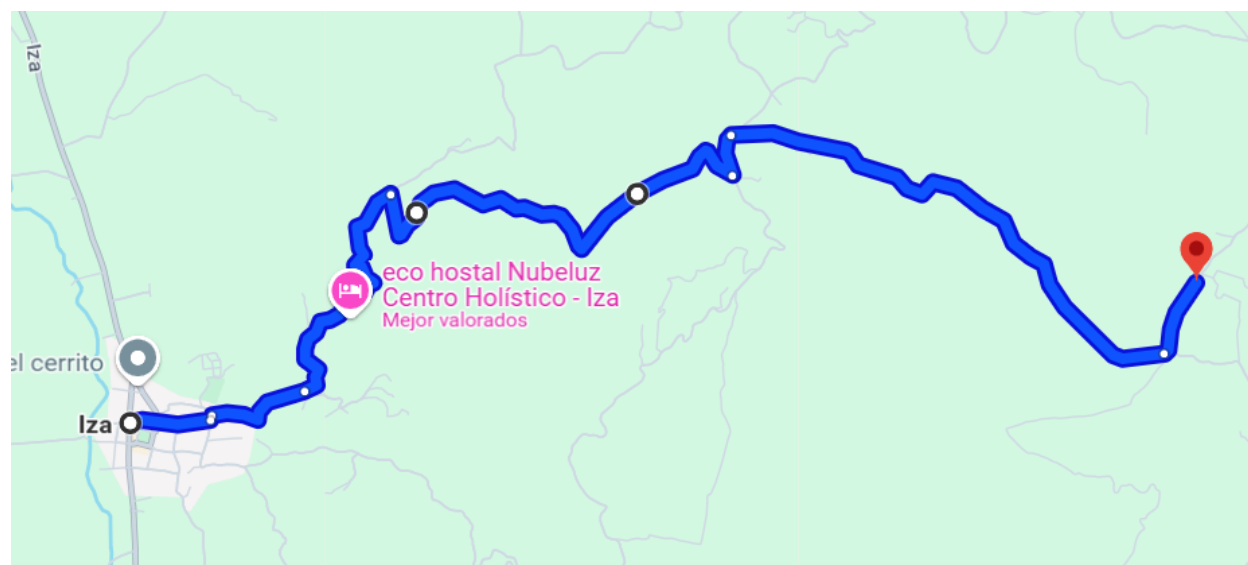 Iza
eco hostal Nubeluz
Centro Holístico - Iza
Mejor valorados
el cerrito
Iza